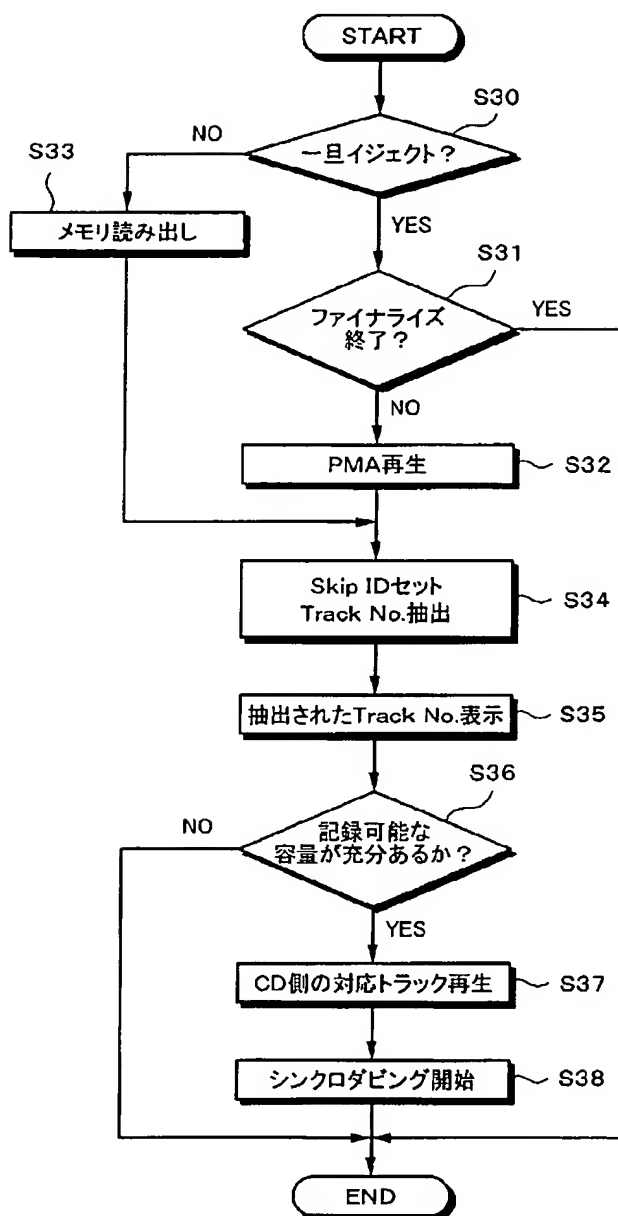 START
S30
一旦イジェクト？
NO
S33
メモリ読み出し
YES
S31
ファイナライズ
終了？
YES
NO
PMA再生
S32
Skip IDセット
Track No.抽出
S34
抽出されたTrack No.表示
S35
S36
記録可能な
容量が充分あるか？
NO
YES
CD側の対応トラック再生
S37
シンクロダビング開始
S38
END